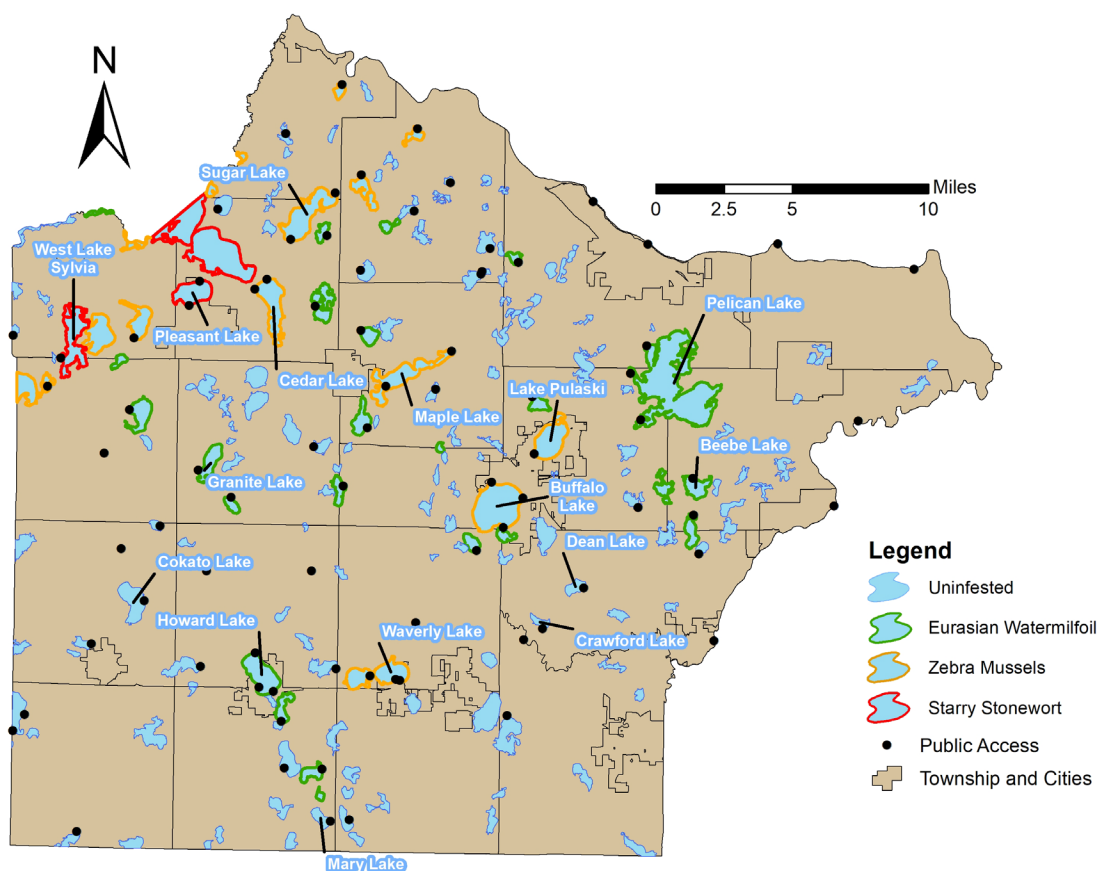 N
Sugar Lake
Miles
0
2.5
5
10
West Lake
Sylvia
Pelican Lake
Pleasant Lake
Cedar Lake
Lake Pulaski
Maple Lake
Beebe Lake
Granite Lake
Buffalo
Lake
Dean Lake
Legend
Cokato Lake
Uninfested
Howard Lake
Eurasian Watermilfoil
Waverly Lake
Crawford Lake
Zebra Mussels
Starry Stonewort
Public Access
Township and Cities
Mary Lake